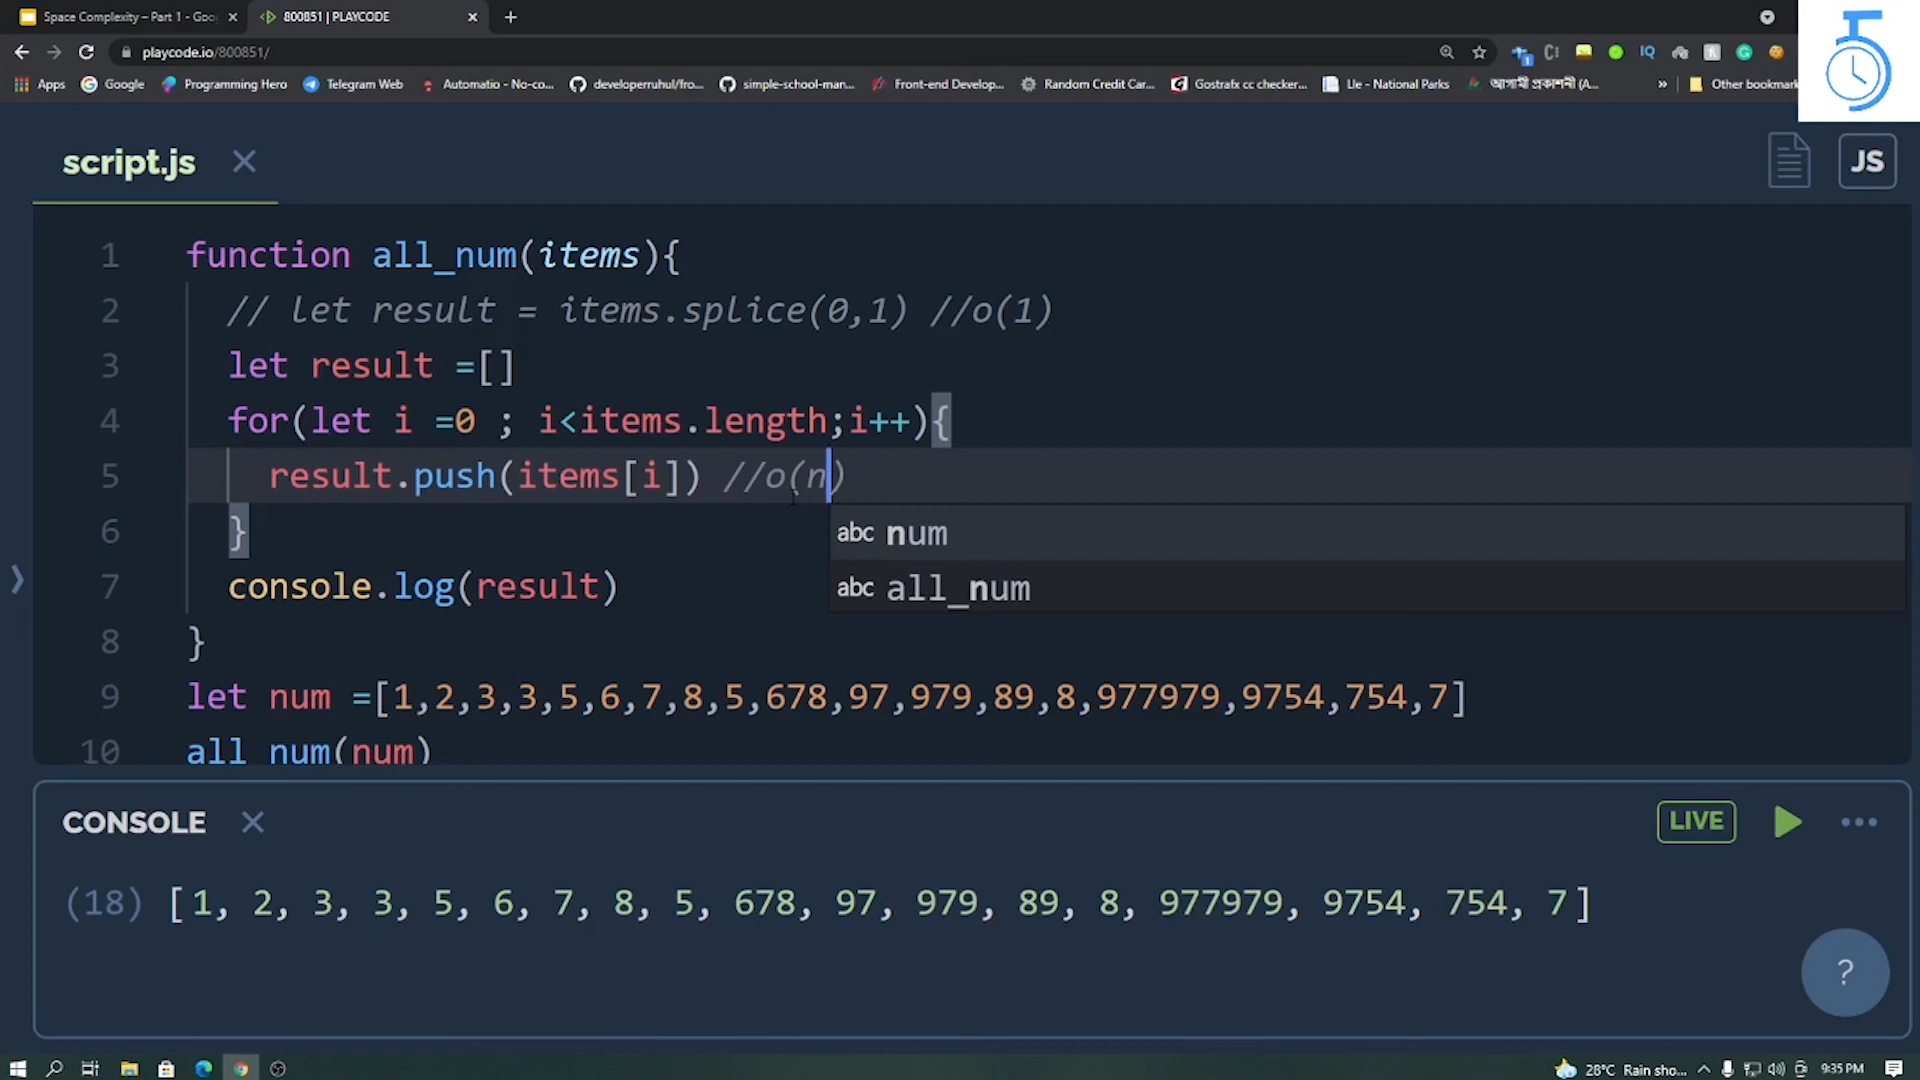 Space Complexity – Part 1 - Goo
800851 | PLAYCODE
playcode.io/800851/
Apps
Google
Programming Hero
Telegram Web
Automatio - No-co...
developerruhul/fro...
simple-school-man...
Front-end Develop...
Random Credit Car...
Gostrafx cc checker...
Lle - National Parks
আগামী প্রকাশনী (A...
»
Other bookmark
script.js
JS
1 function all_num(items){
2 // let result = items.splice(0,1) //o(1)
3 let result =[]
4 for(let i =0 ; i<items.length;i++){
5 result.push(items[i]) //o(n)
abc num
6 }
abc all_num
7 console.log(result)
8 }
9 let num =[1,2,3,3,5,6,7,8,5,678,97,979,89,8,977979,9754,754,7]
10 all_num(num)
CONSOLE
LIVE
(18) [1, 2, 3, 3, 5, 6, 7, 8, 5, 678, 97, 979, 89, 8, 977979, 9754, 754, 7]
?
28°C Rain sho...
9:35 PM